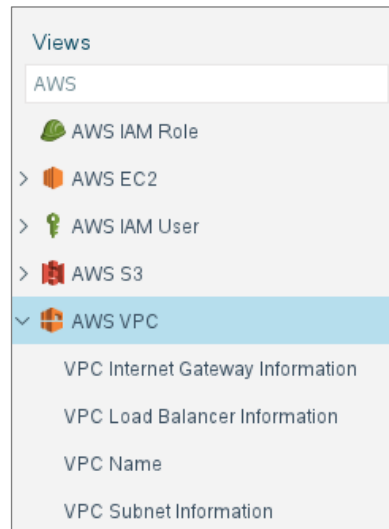 Views
AWS
AWS IAM Role
AWS EC2
AWS IAM User
AWS S3
AWS VPC
VPC Internet Gateway Information
VPC Load Balancer Information
VPC Name
VPC Subnet Information